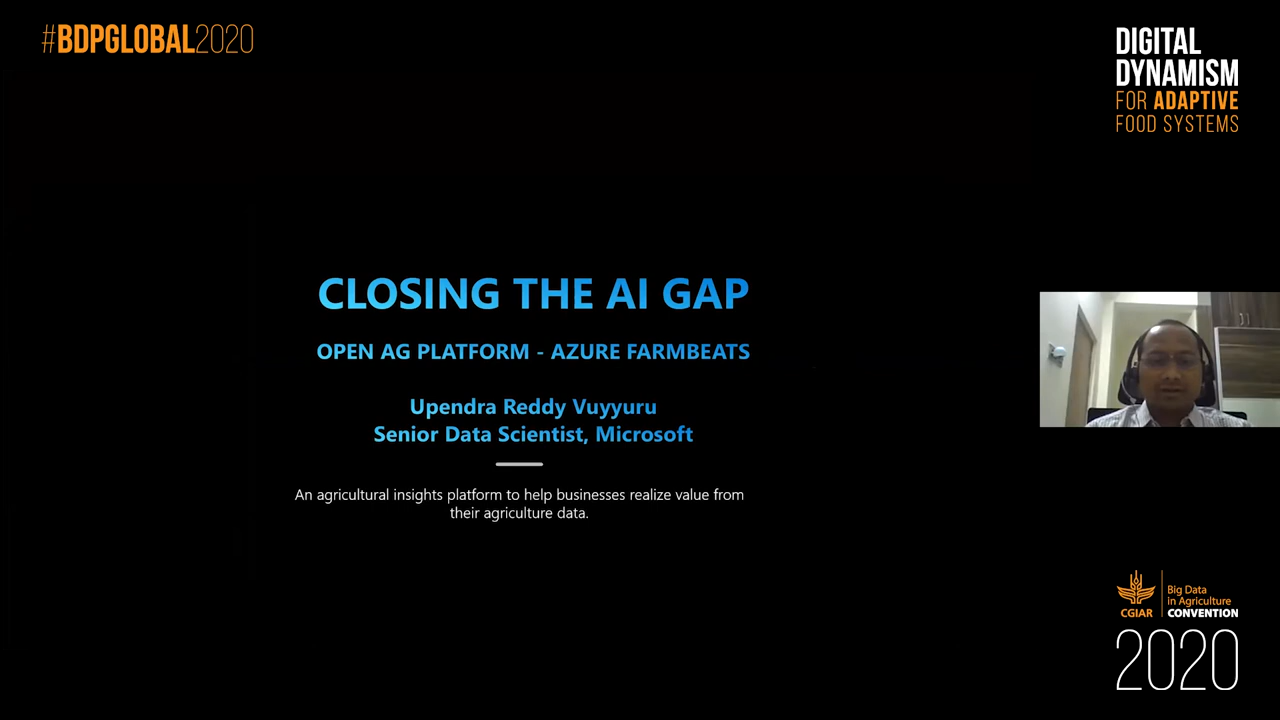 #BDPGLOBAL2020
DIGITAL
DYNAMISM
FOR ADAPTIVE
FOOD SYSTEMS
CLOSING THE AI GAP
OPEN AG PLATFORM - AZURE FARMBEATS
Upendra Reddy Vuyyuru
Senior Data Scientist, Microsoft
An agricultural insights platform to help businesses realize value from
their agriculture data.
CGIAR
Big Data
in Agriculture
CONVENTION
2020